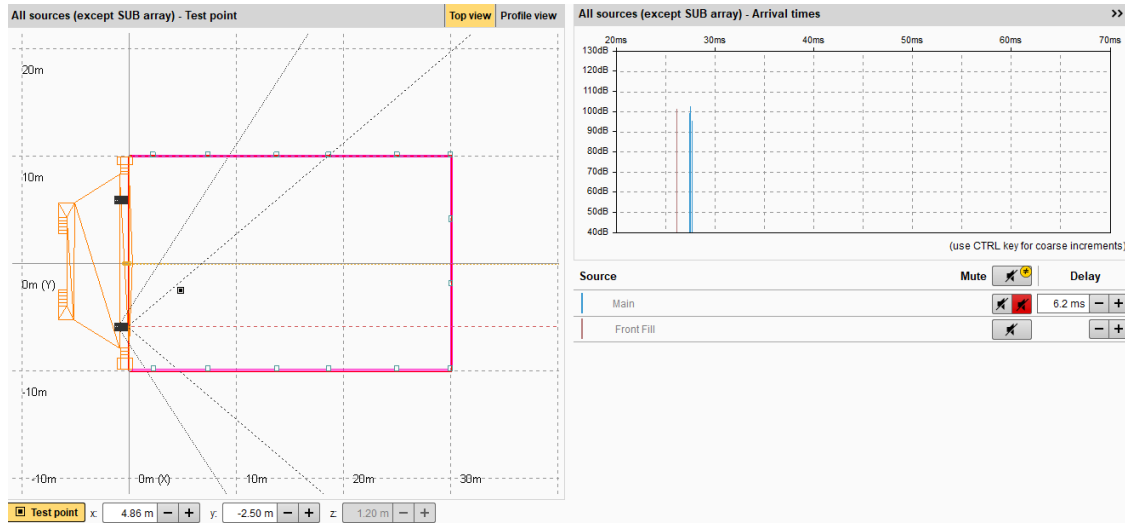 All sources (except SUB array) - Test point
Top view
Profile view
20m
10m
0m (Y)
-10m
-10m
0m (X)
10m
20m
30m
Test point
x:
4.86 m
−
+
y:
-2.50 m
−
+
z:
1.20 m
−
+
All sources (except SUB array) - Arrival times
>>
20ms
30ms
40ms
50ms
60ms
70ms
130dB
120dB
110dB
100dB
90dB
80dB
70dB
60dB
50dB
40dB
(use CTRL key for coarse increments)
Source
Mute
≠
Delay
Main
6.2 ms
−
+
Front Fill
−
+